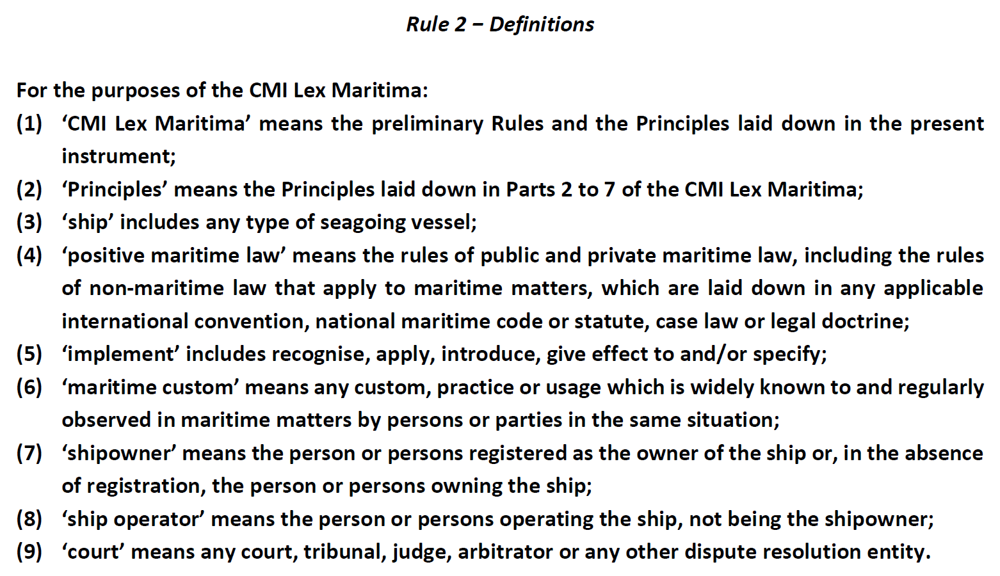 Rule 2 – Definitions
For the purposes of the CMI Lex Maritima:
(1) ‘CMI Lex Maritima’ means the preliminary Rules and the Principles laid down in the present
instrument;
(2) ‘Principles’ means the Principles laid down in Parts 2 to 7 of the CMI Lex Maritima;
(3) ‘ship’ includes any type of seagoing vessel;
(4) ‘positive maritime law’ means the rules of public and private maritime law, including the rules
of non-maritime law that apply to maritime matters, which are laid down in any applicable
international convention, national maritime code or statute, case law or legal doctrine;
(5) ‘implement’ includes recognise, apply, introduce, give effect to and/or specify;
(6) ‘maritime custom’ means any custom, practice or usage which is widely known to and regularly
observed in maritime matters by persons or parties in the same situation;
(7) ‘shipowner’ means the person or persons registered as the owner of the ship or, in the absence
of registration, the person or persons owning the ship;
(8) ‘ship operator’ means the person or persons operating the ship, not being the shipowner;
(9) ‘court’ means any court, tribunal, judge, arbitrator or any other dispute resolution entity.